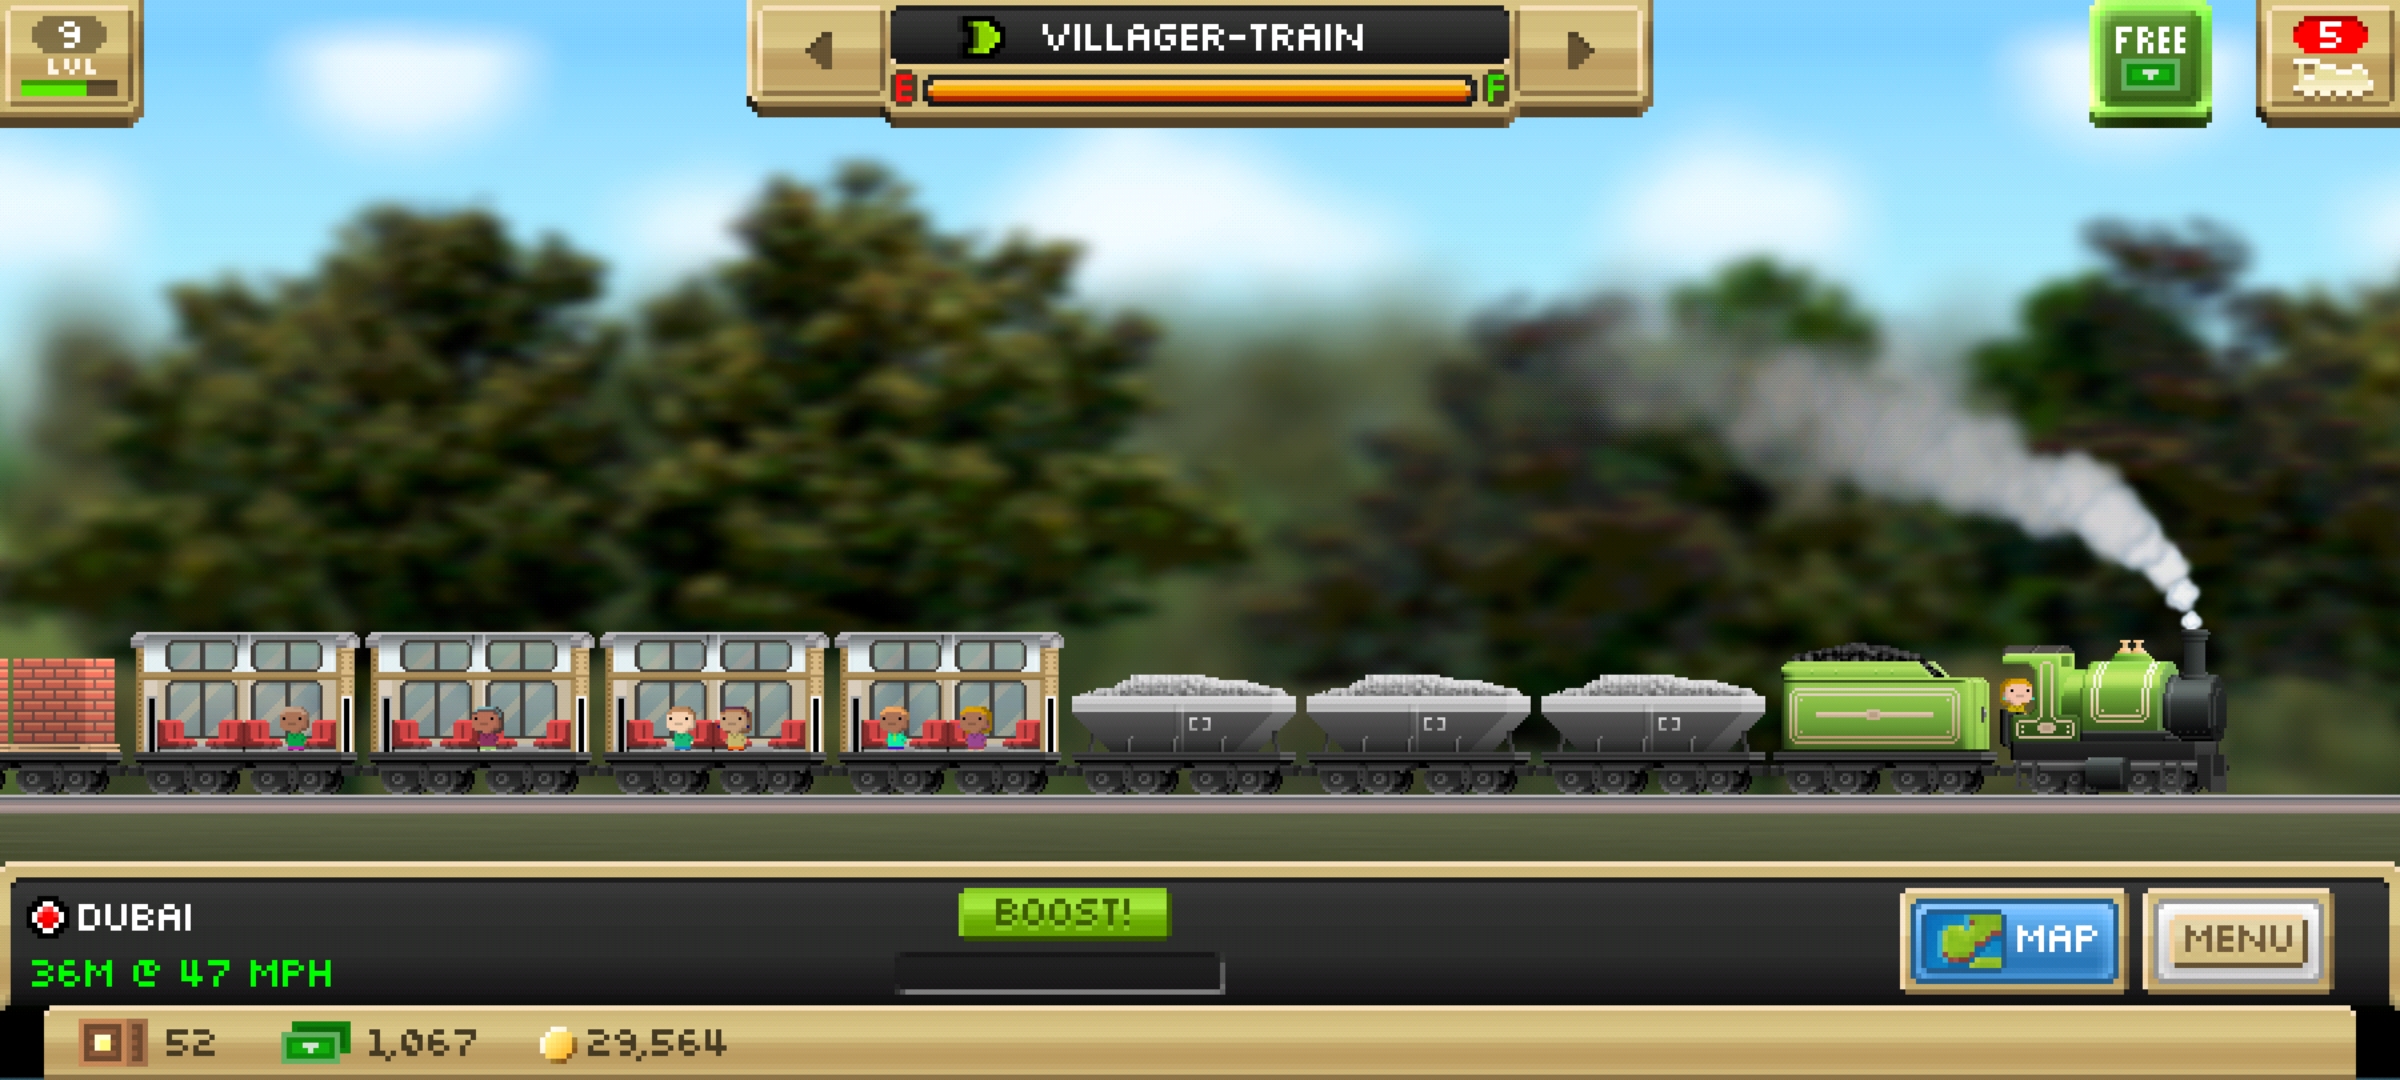 9
LVL
VILLAGER-TRAIN
E F
FREE
5
DUBAI
36M @ 47 MPH
BOOST!
MAP
MENU
52
1,067
29,564